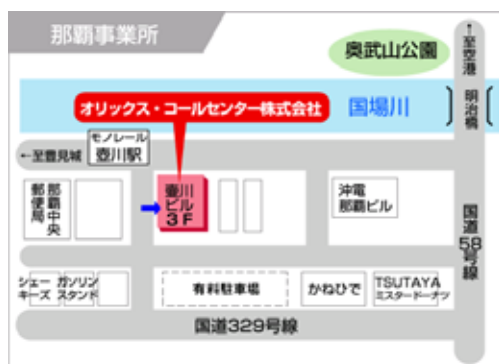 那覇事業所
奥武山公園
↑至空港
オリックス・コールセンター株式会社
国場川
明治橋
モノレール
壺川駅
←至豊見城
那覇中央
郵便局
壷川
ビル
3F
沖電
那覇ビル
国道58号線
シェー
キーズ
ガソリン
スタンド
有料駐車場
かねひで
TSUTAYA
ミスタードーナツ
国道329号線